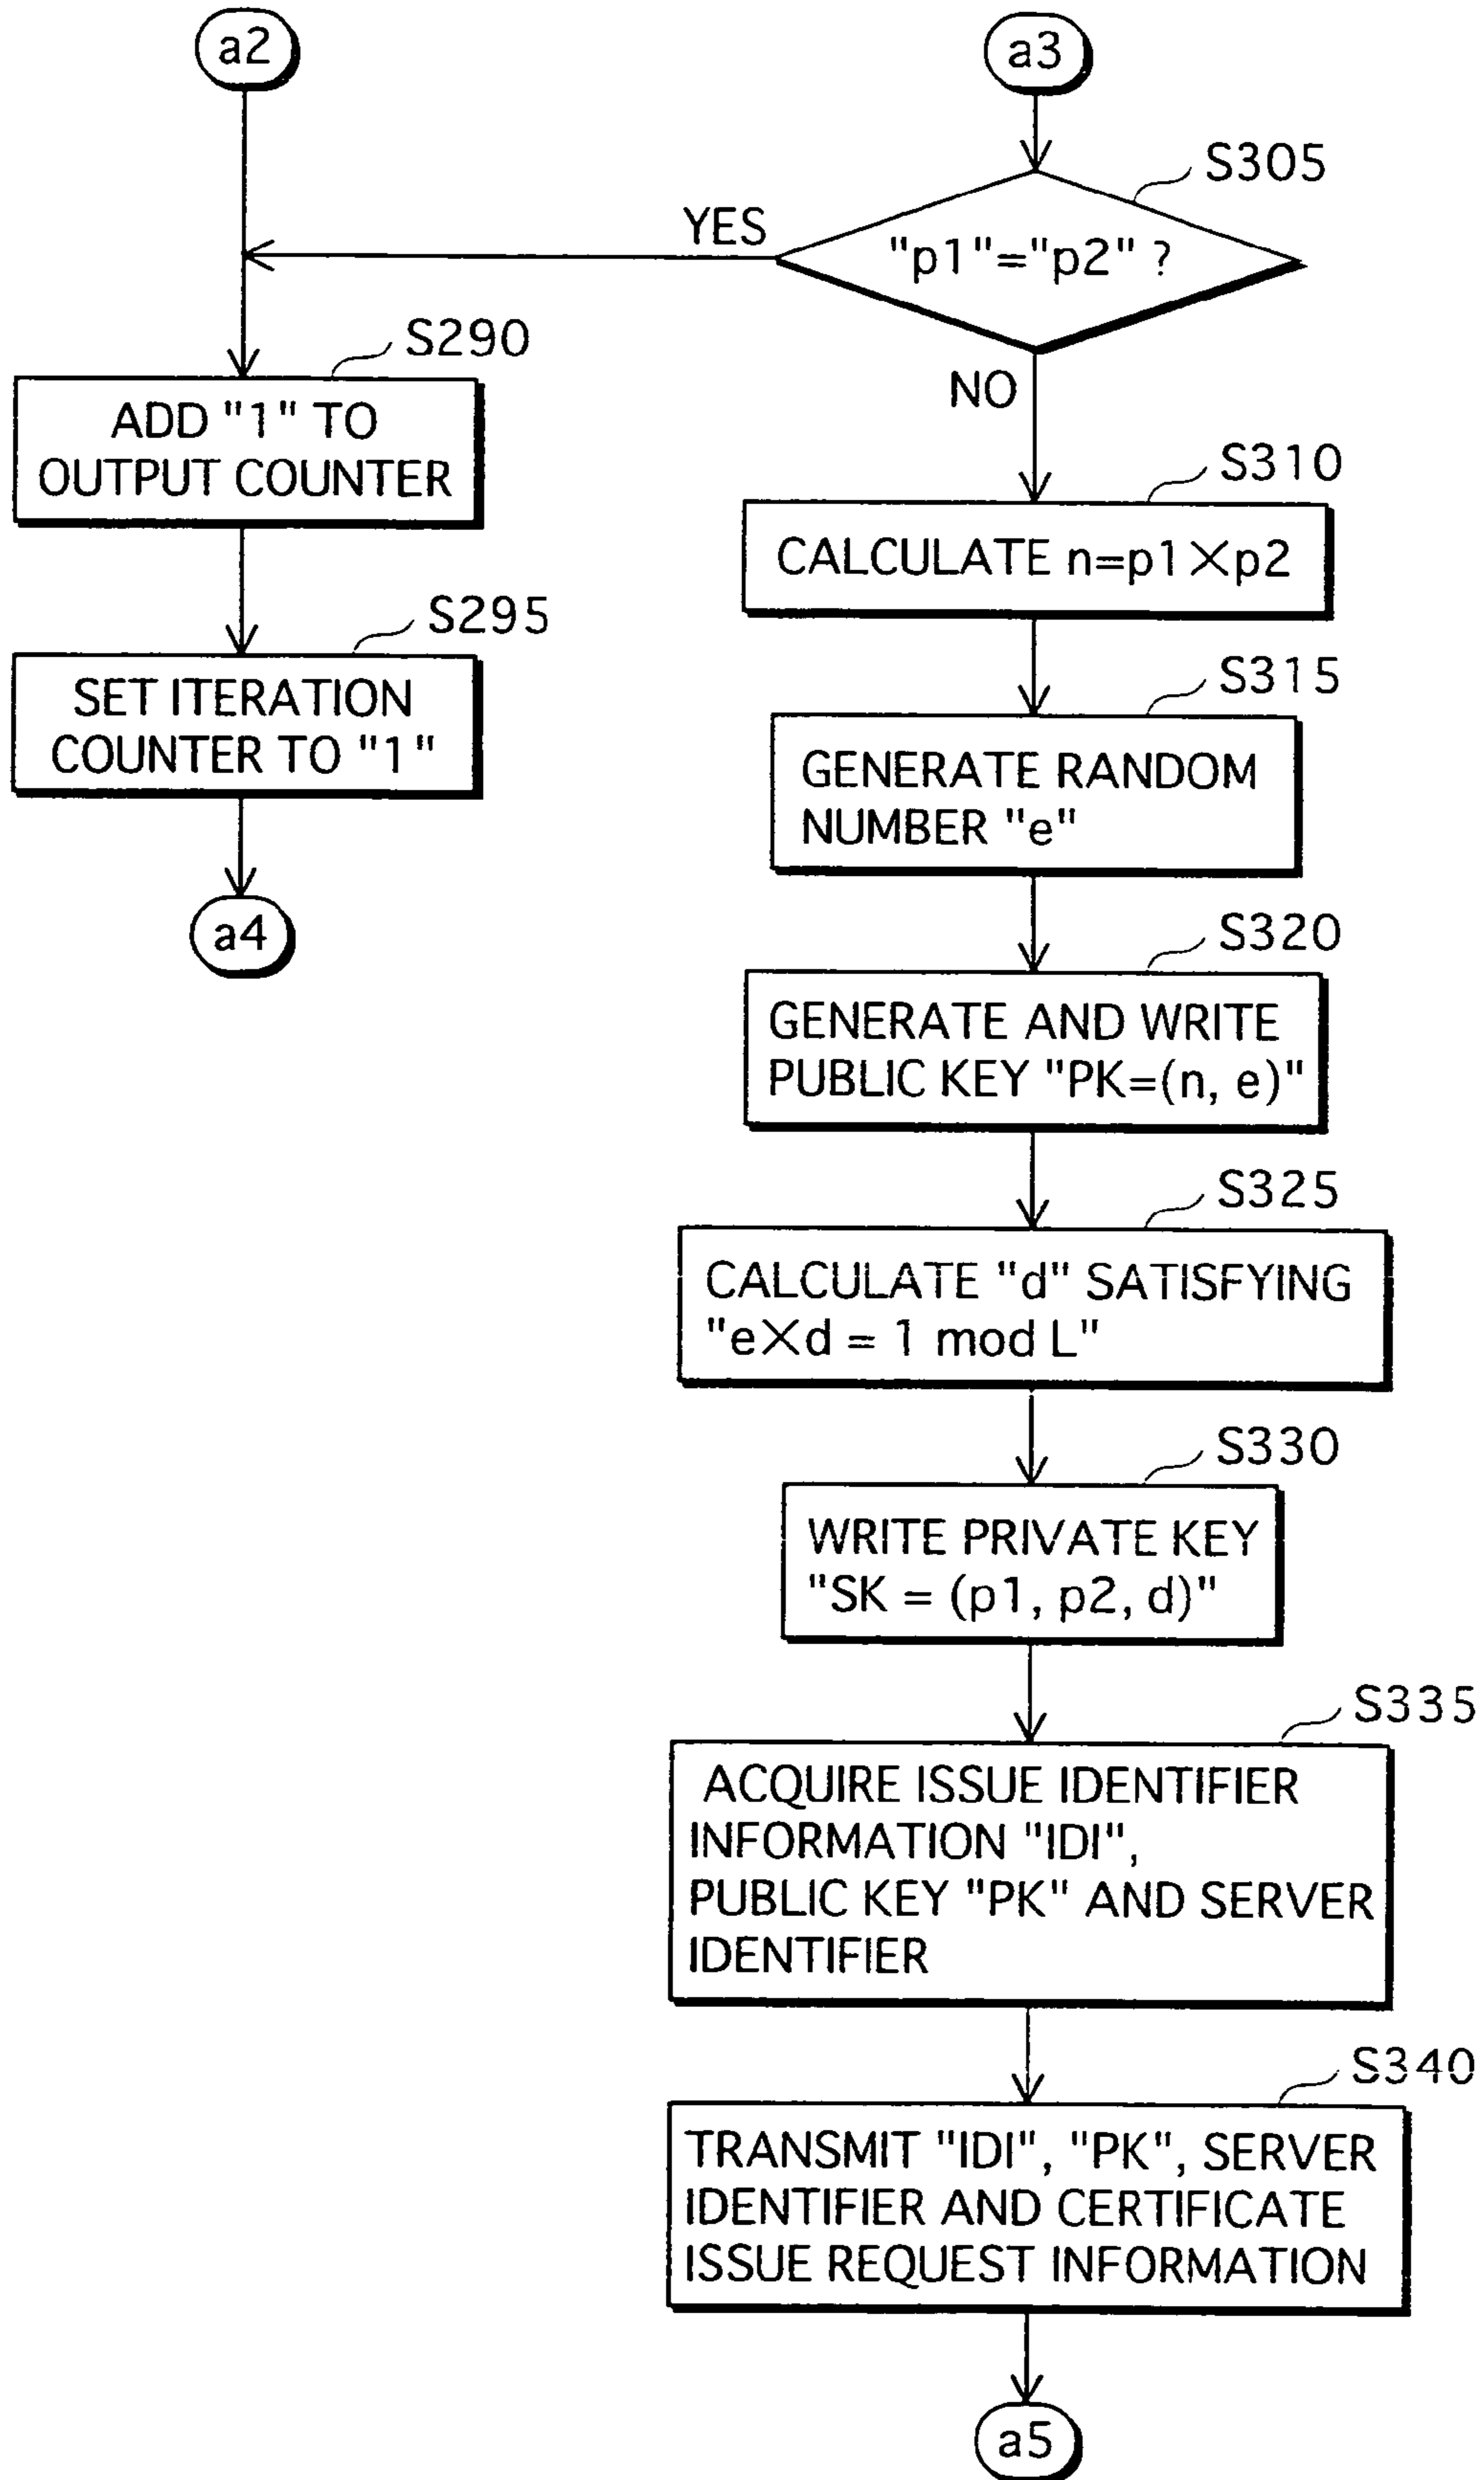 a2
a3
S305
YES
"p1"="p2" ?
S290
NO
ADD "1" TO
OUTPUT COUNTER
S310
CALCULATE n=p1×p2
S295
SET ITERATION
COUNTER TO "1"
S315
GENERATE RANDOM
NUMBER "e"
a4
S320
GENERATE AND WRITE
PUBLIC KEY "PK=(n, e)"
S325
CALCULATE "d" SATISFYING
"e×d = 1 mod L"
S330
WRITE PRIVATE KEY
"SK = (p1, p2, d)"
S335
ACQUIRE ISSUE IDENTIFIER
INFORMATION "IDI",
PUBLIC KEY "PK" AND SERVER
IDENTIFIER
S340
TRANSMIT "IDI", "PK", SERVER
IDENTIFIER AND CERTIFICATE
ISSUE REQUEST INFORMATION
a5